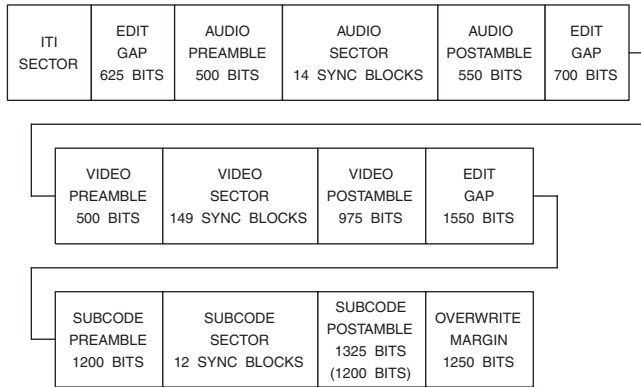 ITI
SECTOR
EDIT
GAP
625 BITS
AUDIO
PREAMBLE
500 BITS
AUDIO
SECTOR
14 SYNC BLOCKS
AUDIO
POSTAMBLE
550 BITS
EDIT
GAP
700 BITS
VIDEO
PREAMBLE
500 BITS
VIDEO
SECTOR
149 SYNC BLOCKS
VIDEO
POSTAMBLE
975 BITS
EDIT
GAP
1550 BITS
SUBCODE
PREAMBLE
1200 BITS
SUBCODE
SECTOR
12 SYNC BLOCKS
SUBCODE
POSTAMBLE
1325 BITS
(1200 BITS)
OVERWRITE
MARGIN
1250 BITS